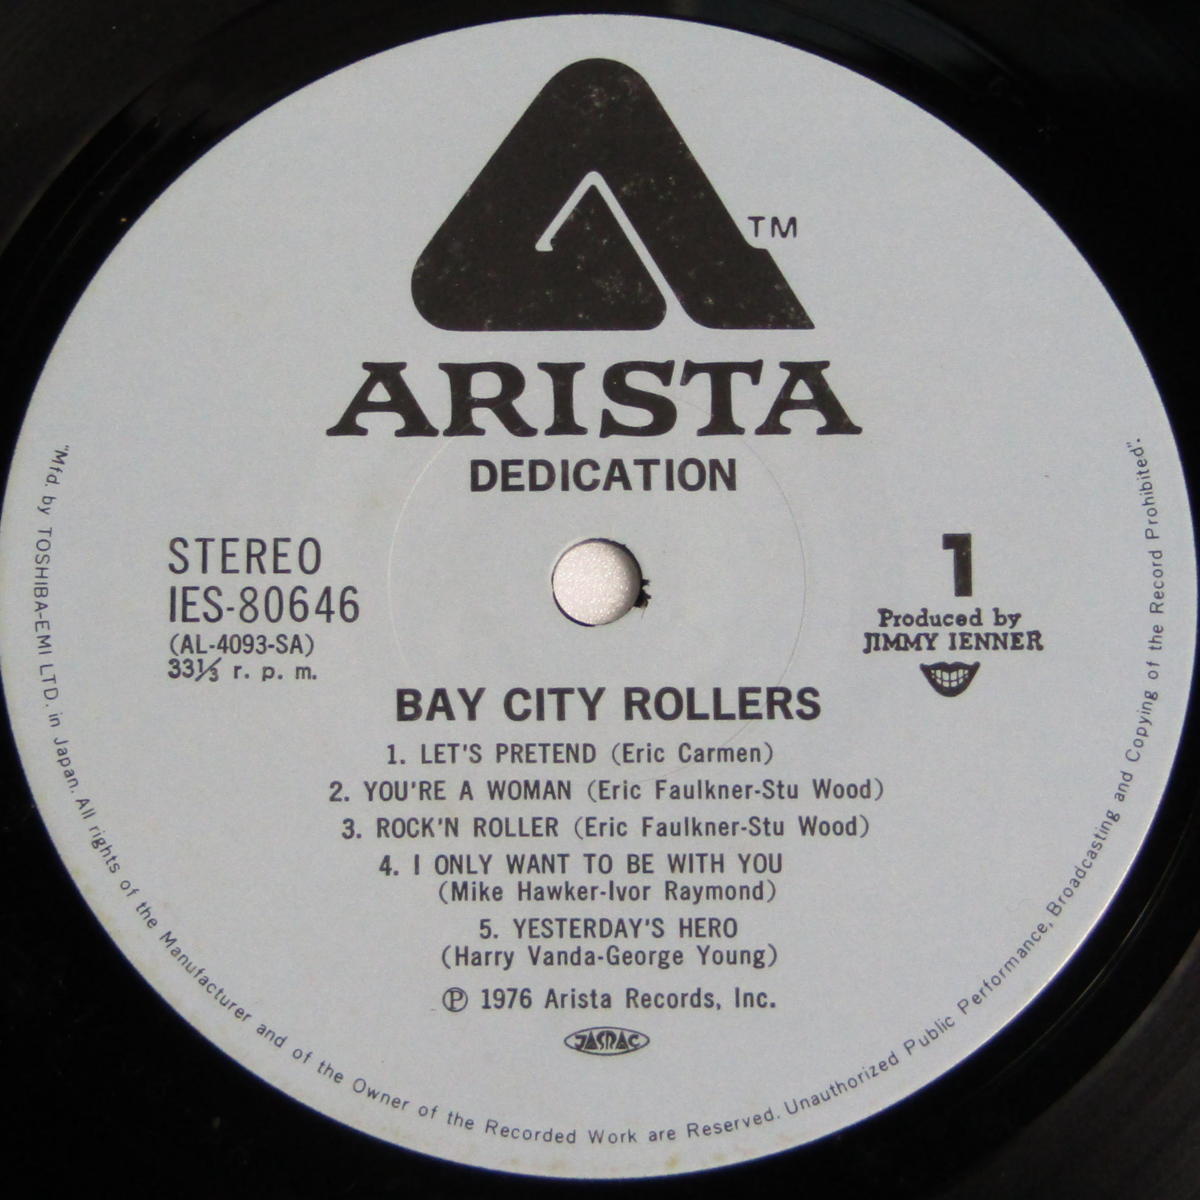 TM
ARISTA
DEDICATION
STEREO
IES-80646
(AL-4093-SA)
33⅓ r. p. m.
1
Produced by
JIMMY IENNER
BAY CITY ROLLERS
1. LET'S PRETEND (Eric Carmen)
2. YOU'RE A WOMAN (Eric Faulkner-Stu Wood)
3. ROCK'N ROLLER (Eric Faulkner-Stu Wood)
4. I ONLY WANT TO BE WITH YOU
(Mike Hawker-Ivor Raymond)
5. YESTERDAY'S HERO
(Harry Vanda-George Young)
℗ 1976 Arista Records, Inc.
JASRAC
"Mfd. by TOSHIBA-EMI LTD. in Japan. All rights of the Manufacturer and of the Owner of the Recorded Work are Reserved. Unauthorized Public Performance, Broadcasting and Copying of the Record Prohibited".